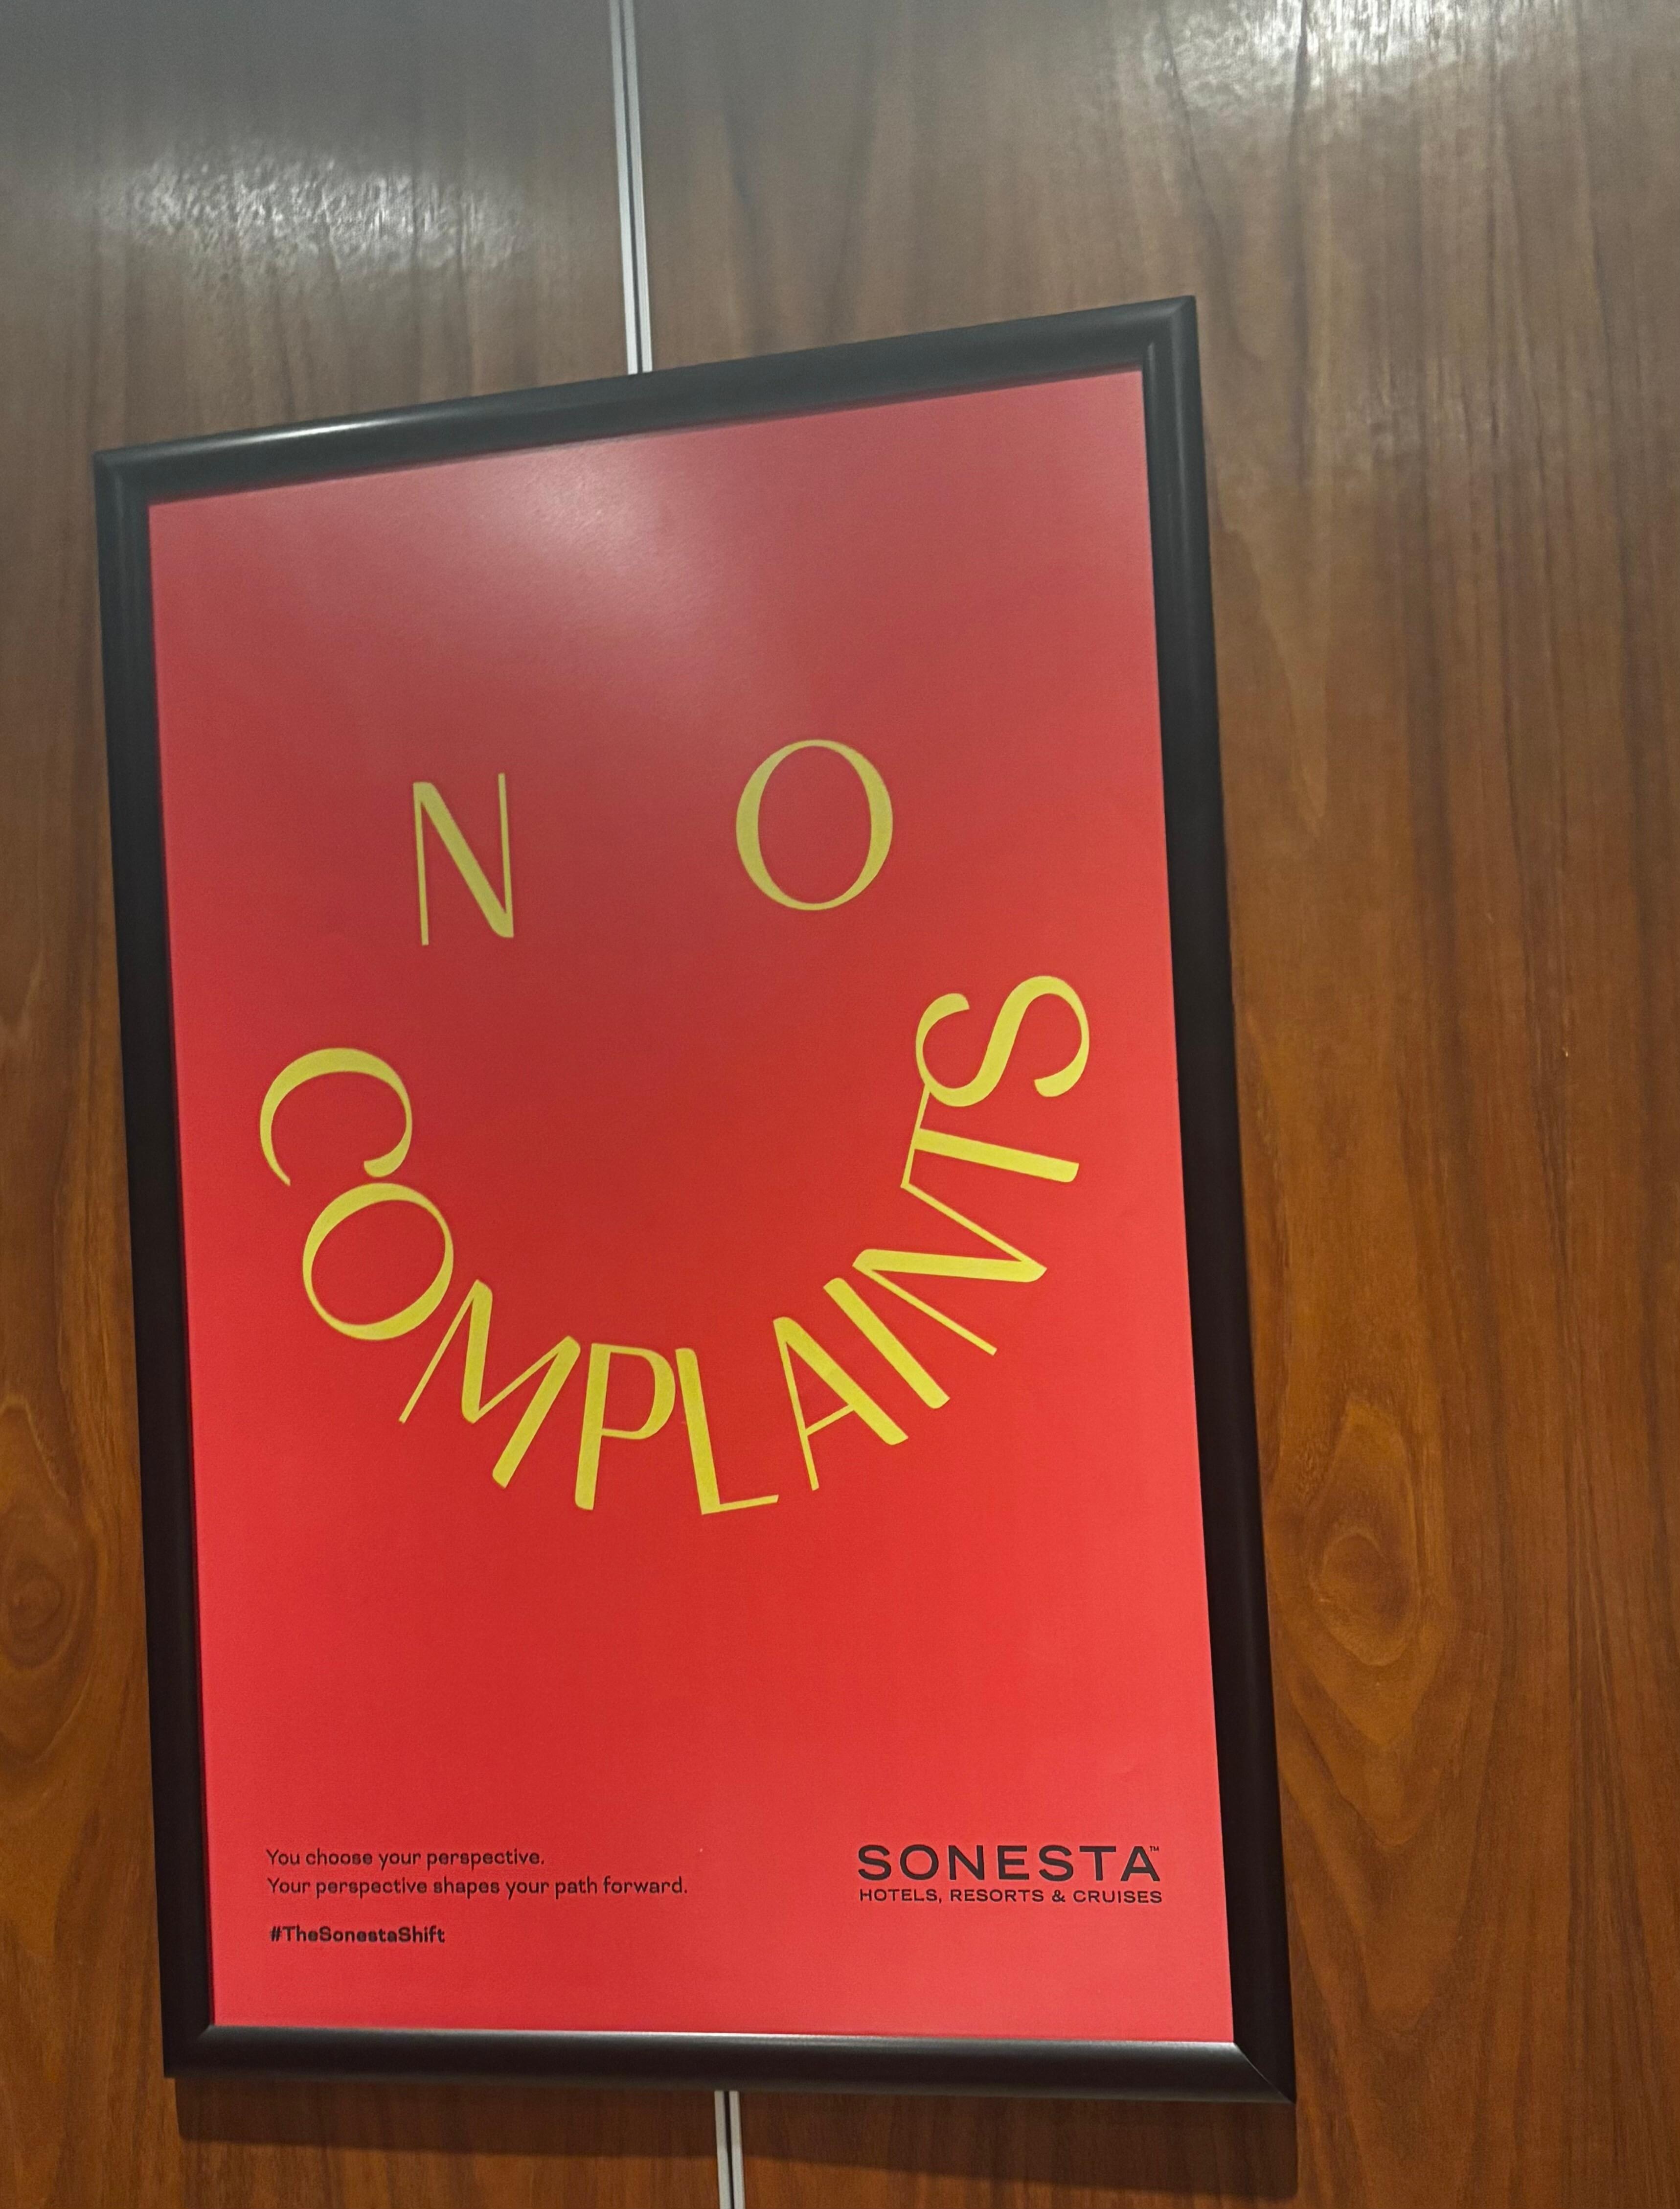 N O
COMPLAINTS
You choose your perspective.
Your perspective shapes your path forward.
#TheSonestaShift
SONESTA™
HOTELS, RESORTS & CRUISES